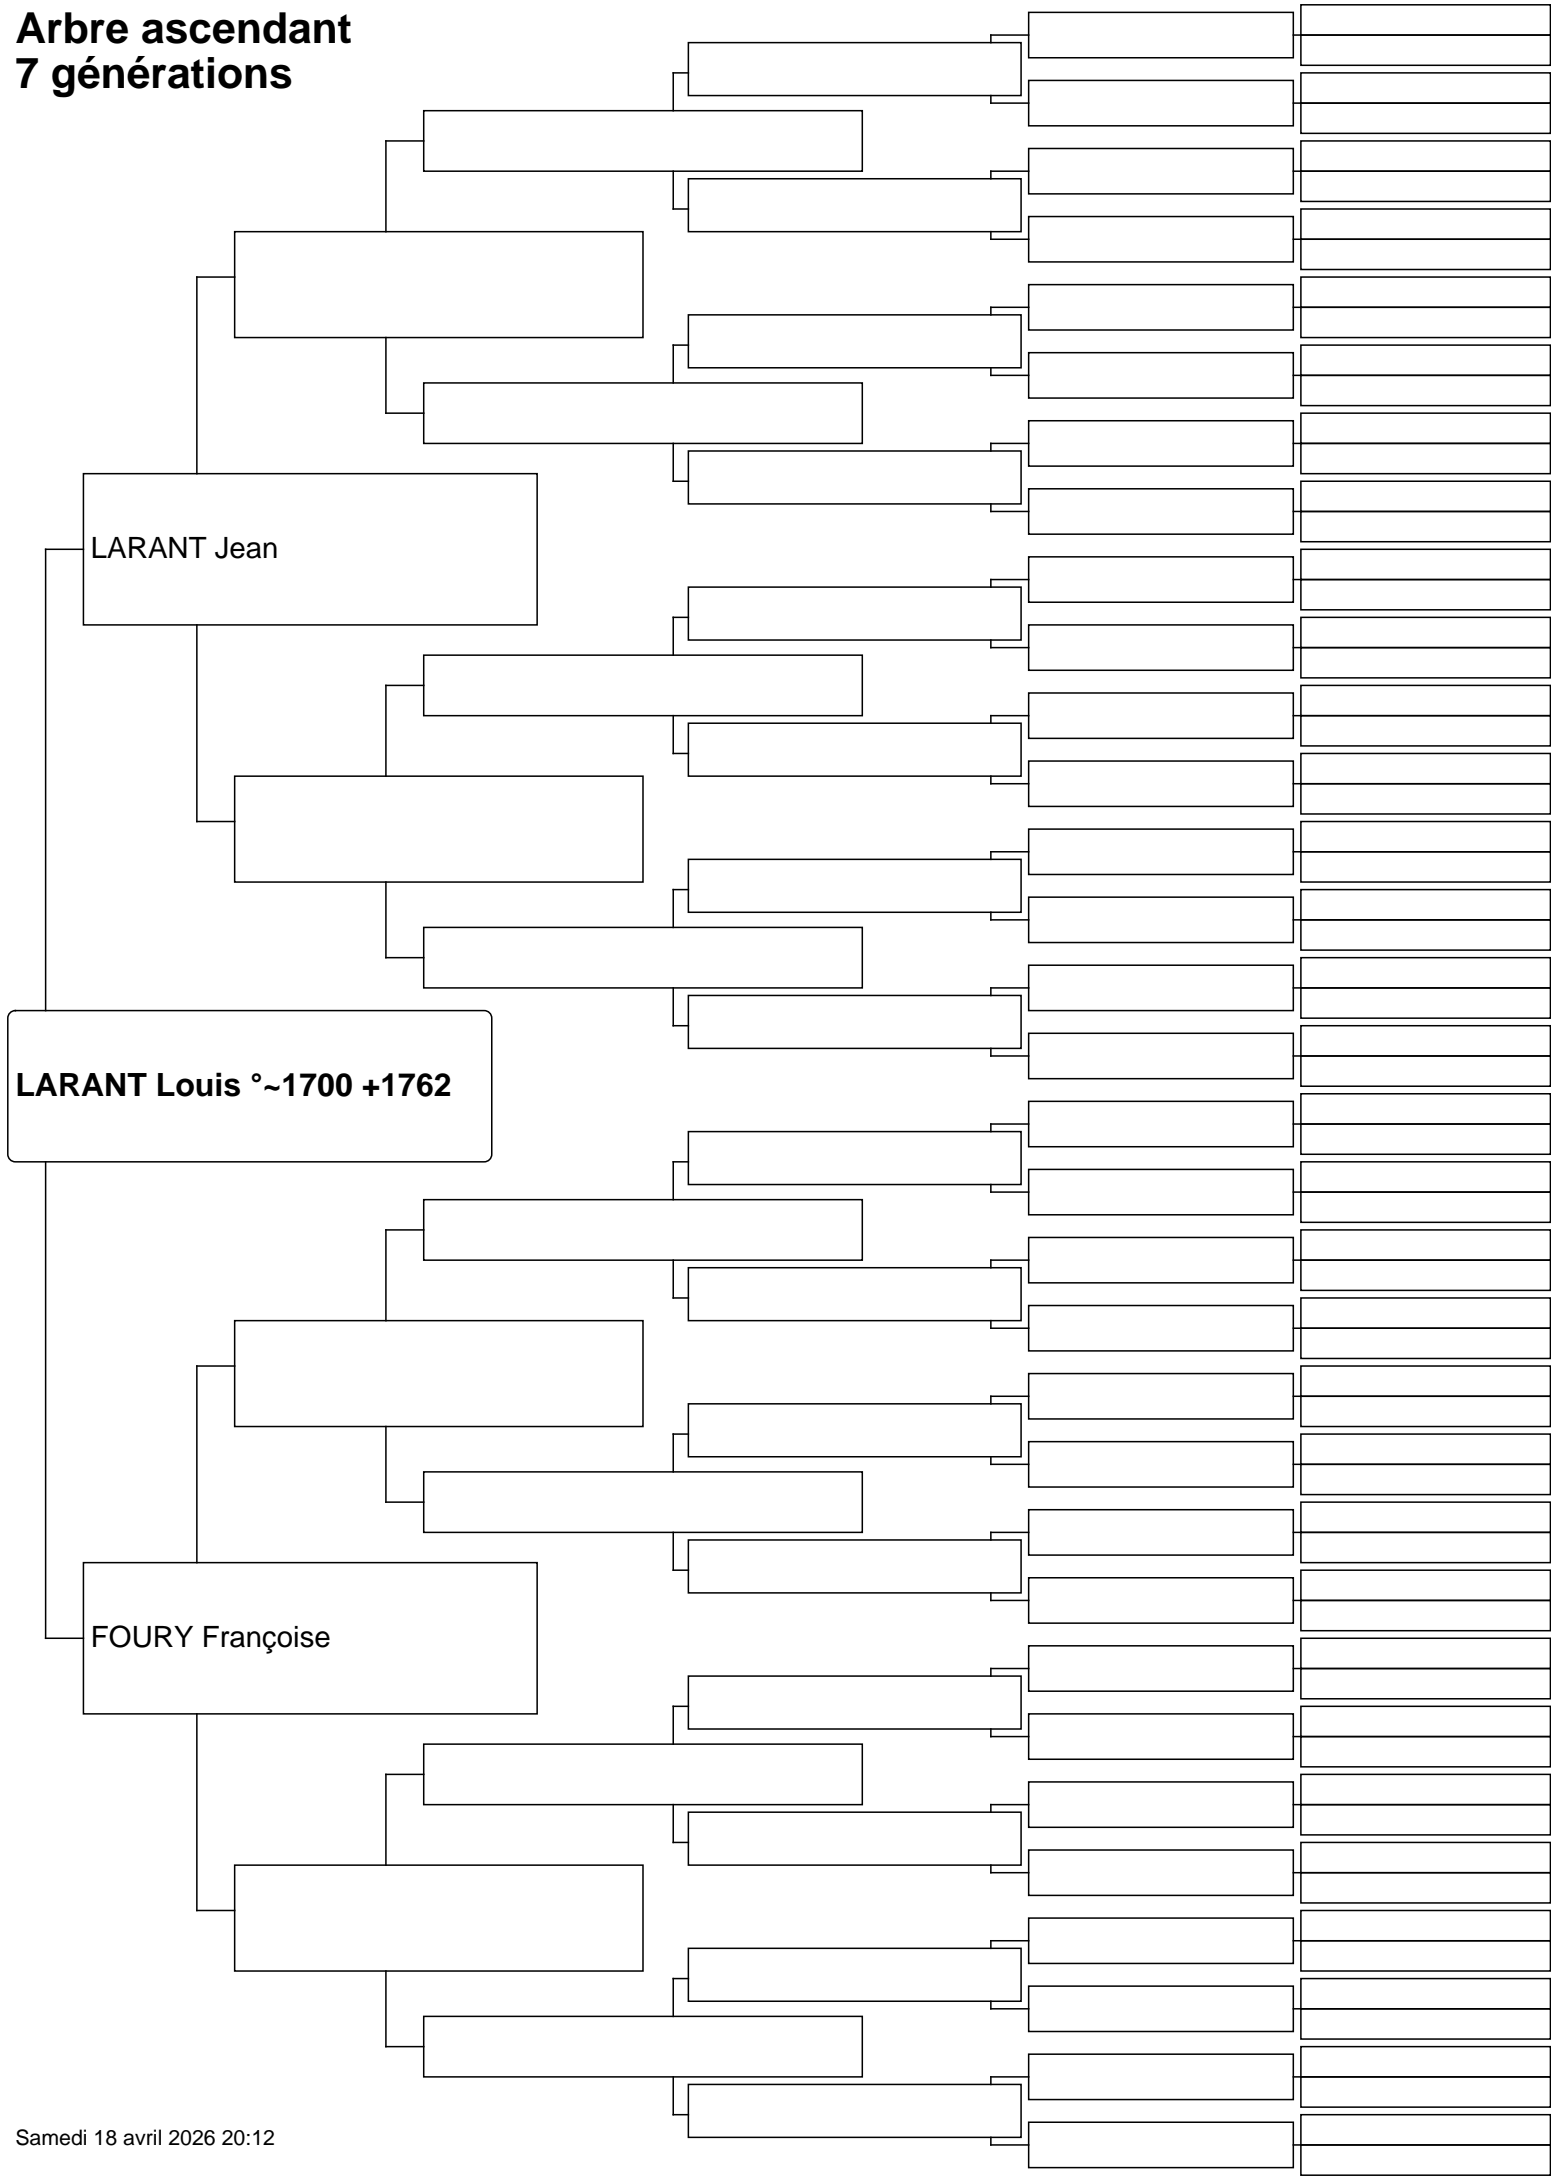 Arbre ascendant
7 générations
LARANT Jean
LARANT Louis °~1700 +1762
FOURY Françoise
Samedi 18 avril 2026 20:12